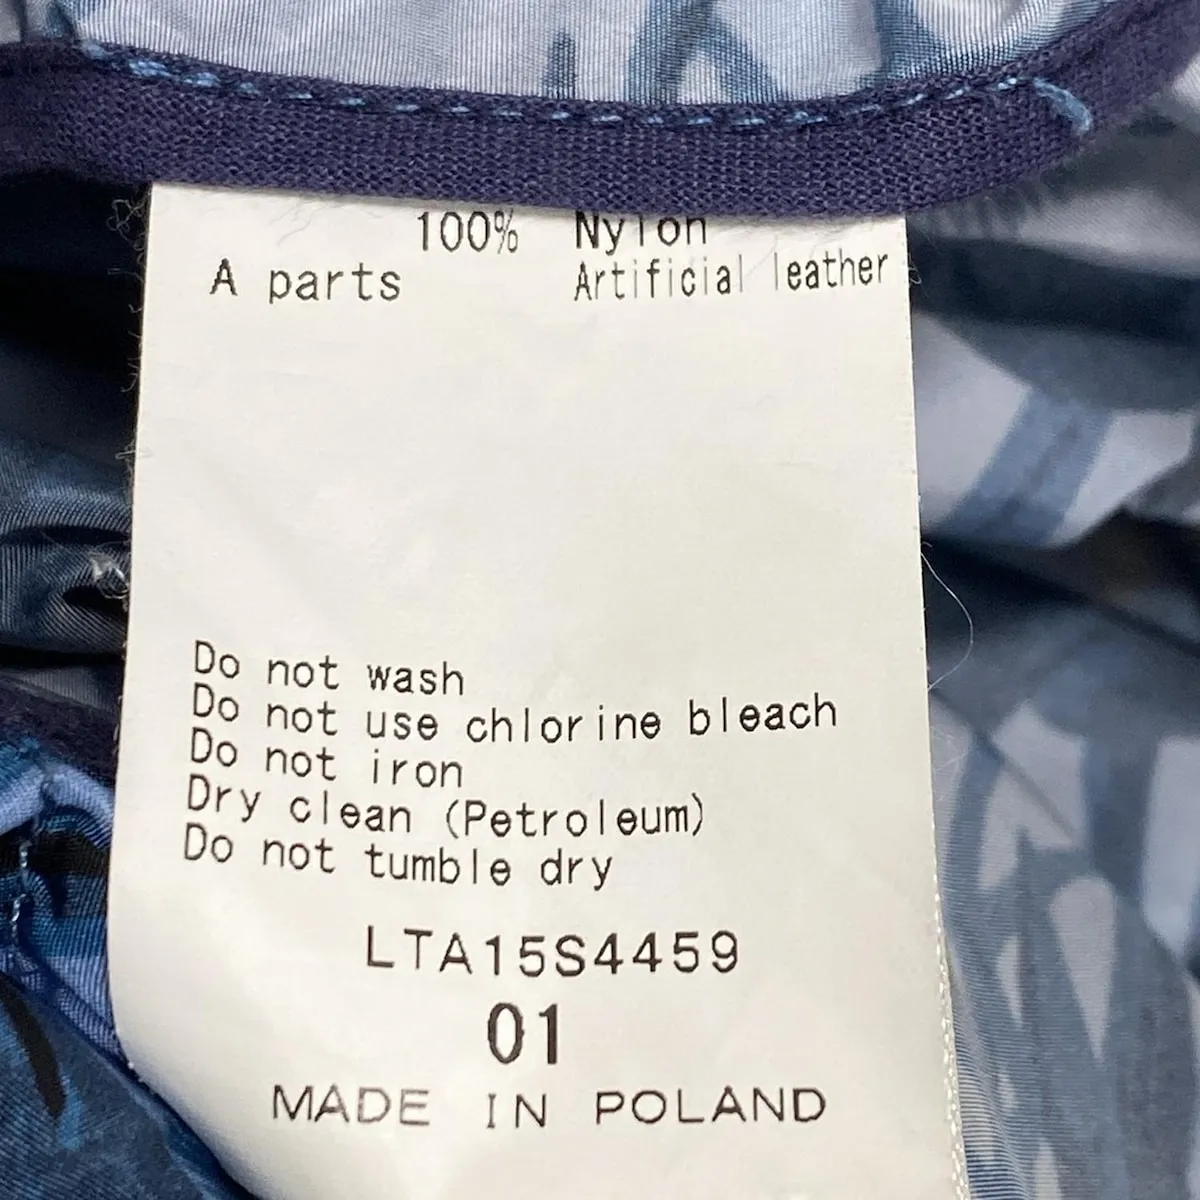 100% Nylon
A parts Artificial leather
Do not wash
Do not use chlorine bleach
Do not iron
Dry clean (Petroleum)
Do not tumble dry
LTA15S4459
01
MADE IN POLAND